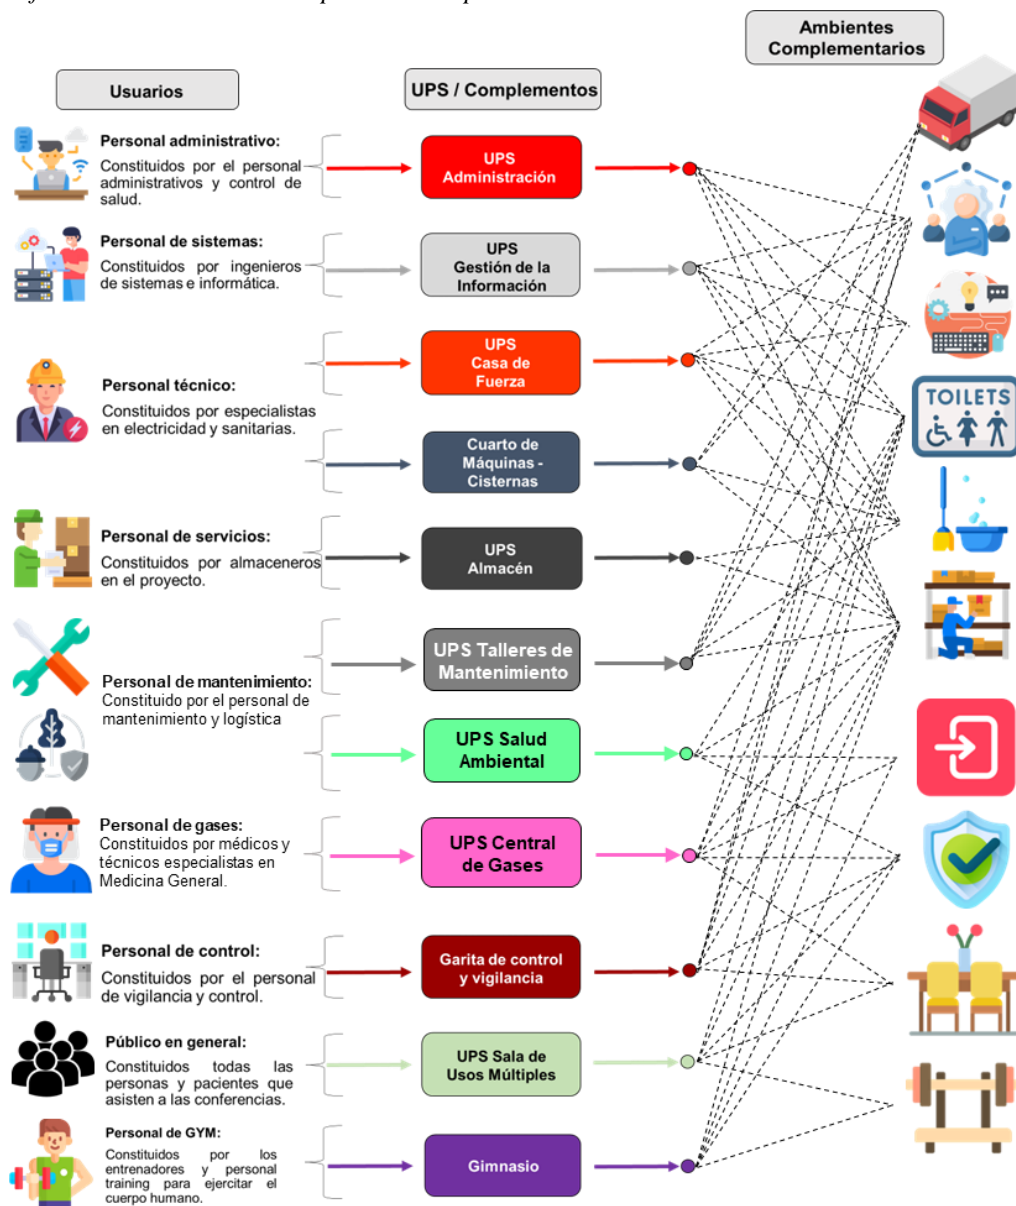 Ambientes
Complementarios
Usuarios
UPS / Complementos
Personal administrativo:
Constituidos por el personal
administrativos y control de
salud.
UPS
Administración
Personal de sistemas:
Constituidos por ingenieros
de sistemas e informática.
UPS
Gestión de la
Información
Personal técnico:
Constituidos por especialistas
en electricidad y sanitarias.
UPS
Casa de
Fuerza
TOILETS
Cuarto de
Máquinas -
Cisternas
Personal de servicios:
Constituidos por almaceneros
en el proyecto.
UPS
Almacén
Personal de mantenimiento:
Constituido por el personal de
mantenimiento y logística
UPS Talleres de
Mantenimiento
UPS Salud
Ambiental
Personal de gases:
Constituidos por médicos y
técnicos especialistas en
Medicina General.
UPS Central
de Gases
Personal de control:
Constituidos por el personal
de vigilancia y control.
Garita de control
y vigilancia
Público en general:
Constituidos todas las
personas y pacientes que
asisten a las conferencias.
UPS Sala de
Usos Múltiples
Personal de GYM:
Constituidos por los
entrenadores y personal
training para ejercitar el
cuerpo humano.
Gimnasio